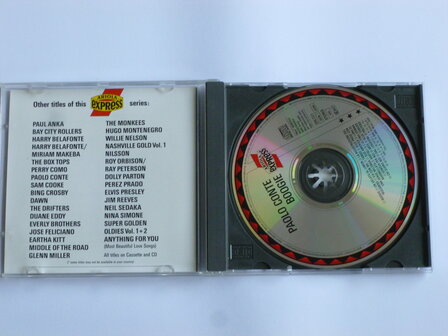 Other titles of this ARIOLA express series:
PAUL ANKA
BAY CITY ROLLERS
HARRY BELAFONTE
HARRY BELAFONTE/
MIRIAM MAKEBA
THE BOX TOPS
PERRY COMO
PAOLO CONTE
SAM COOKE
BING CROSBY
DAWN
THE DRIFTERS
DUANE EDDY
EVERLY BROTHERS
JOSE FELICIANO
EARTHA KITT
MIDDLE OF THE ROAD
GLENN MILLER
THE MONKEES
HUGO MONTENEGRO
WILLIE NELSON
NASHVILLE GOLD Vol. 1
NILSSON
ROY ORBISON/
RAY PETERSON
DOLLY PARTON
PEREZ PRADO
ELVIS PRESLEY
JIM REEVES
NEIL SEDAKA
NINA SIMONE
SUPER GOLDEN
OLDIES Vol. 1 + 2
ANYTHING FOR YOU
(Most Beautiful Love Songs)
All titles on Cassette and CD
express
PAOLO CONTE
BOOGIE